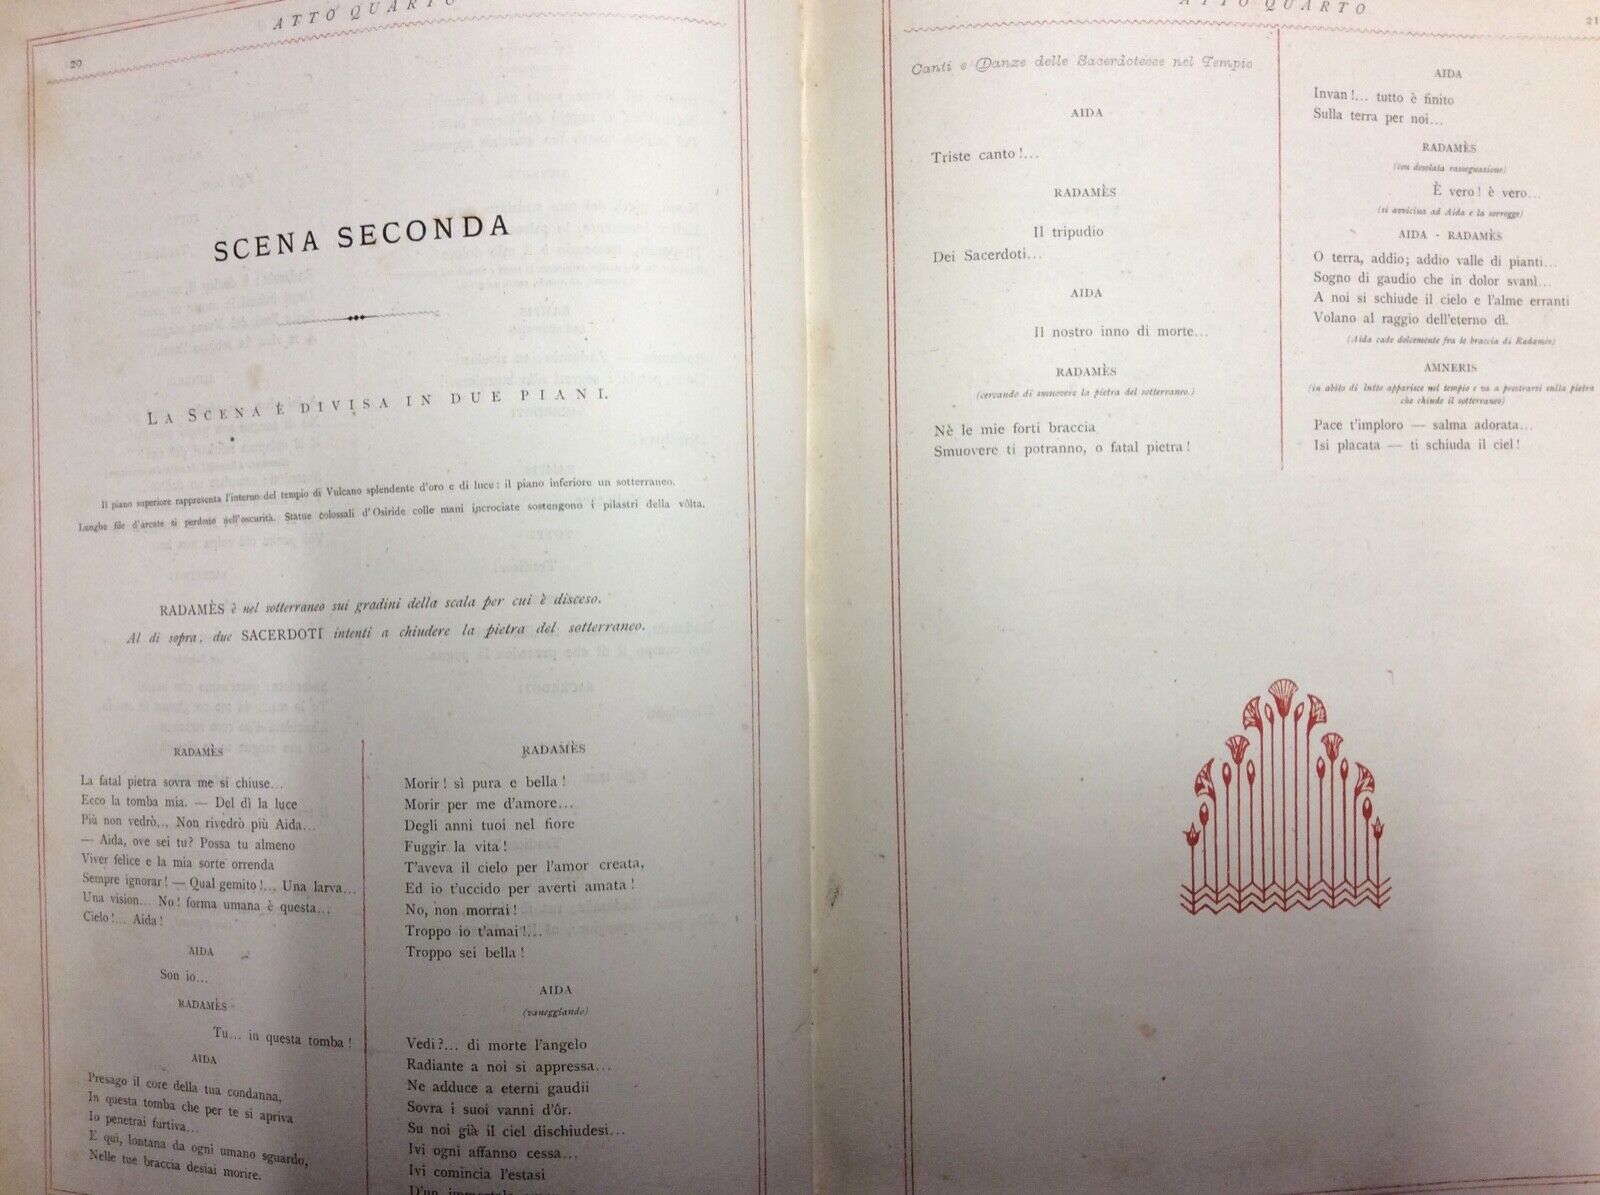 ATTO QUARTO
20
SCENA SECONDA
LA SCENA È DIVISA IN DUE PIANI.
Il piano superiore rappresenta l'interno del tempio di Vulcano splendente d'oro e di luce: il piano inferiore un sotterraneo.
Lunghe file d'arcate si perdono nell'oscurità. Statue colossali d'Osiride colle mani incrociate sostengono i pilastri della vôlta.
RADAMÈS è nel sotterraneo sui gradini della scala per cui è disceso.
Al di sopra, due SACERDOTI intenti a chiudere la pietra del sotterraneo.
RADAMÈS
La fatal pietra sovra me si chiuse...
Ecco la tomba mia. — Del dì la luce
Più non vedrò... Non rivedrò più Aida...
— Aida, ove sei tu? Possa tu almeno
Viver felice e la mia sorte orrenda
Sempre ignorar! — Qual gemito!... Una larva...
Una vision... No! forma umana è questa...
Cielo!... Aida!
AIDA
Son io...
RADAMÈS
Tu... in questa tomba!
AIDA
Presago il core della tua condanna,
In questa tomba che per te si apriva
Io penetrai furtiva...
E qui, lontana da ogni umano sguardo,
Nelle tue braccia desiai morire.
RADAMÈS
Morir! sì pura e bella!
Morir per me d'amore...
Degli anni tuoi nel fiore
Fuggir la vita!
T'aveva il cielo per l'amor creata,
Ed io t'uccido per averti amata!
No, non morrai!
Troppo io t'amai!...
Troppo sei bella!
AIDA
(vaneggiando)
Vedi?... di morte l'angelo
Radiante a noi si appressa...
Ne adduce a eterni gaudii
Sovra i suoi vanni d'ôr.
Su noi già il ciel dischiudesi...
Ivi ogni affanno cessa...
Ivi comincia l'estasi
D'un
ATTO QUARTO
21
Canti e Danze delle Sacerdotesse nel Tempio
AIDA
Triste canto!...
RADAMÈS
Il tripudio
Dei Sacerdoti...
AIDA
Il nostro inno di morte...
RADAMÈS
(cercando di smuovere la pietra del sotterraneo.)
Nè le mie forti braccia
Smuovere ti potranno, o fatal pietra!
AIDA
Invan!... tutto è finito
Sulla terra per noi...
RADAMÈS
(con desolata rassegnazione)
È vero! è vero...
(si avvicina ad Aida e la sorregge)
AIDA - RADAMÈS
O terra, addio; addio valle di pianti...
Sogno di gaudio che in dolor svanì...
A noi si schiude il cielo e l'alme erranti
Volano al raggio dell'eterno dì.
(Aida cade dolcemente fra le braccia di Radamès)
AMNERIS
(in abito di lutto apparisce nel tempio e va a prostrarsi sulla pietra
che chiude il sotterraneo)
Pace t'imploro — salma adorata...
Isi placata — ti schiuda il ciel!